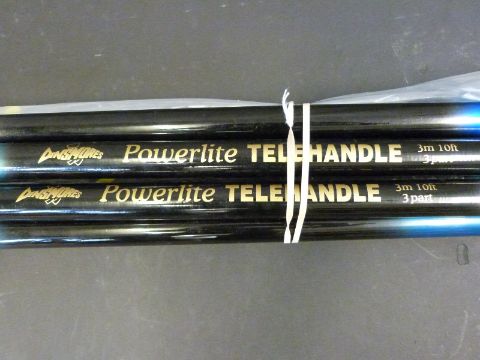 DINSMORES Powerlite TELEHANDLE 3m 10ft
3 part
DINSMORES Powerlite TELEHANDLE 3m 10ft
3 part